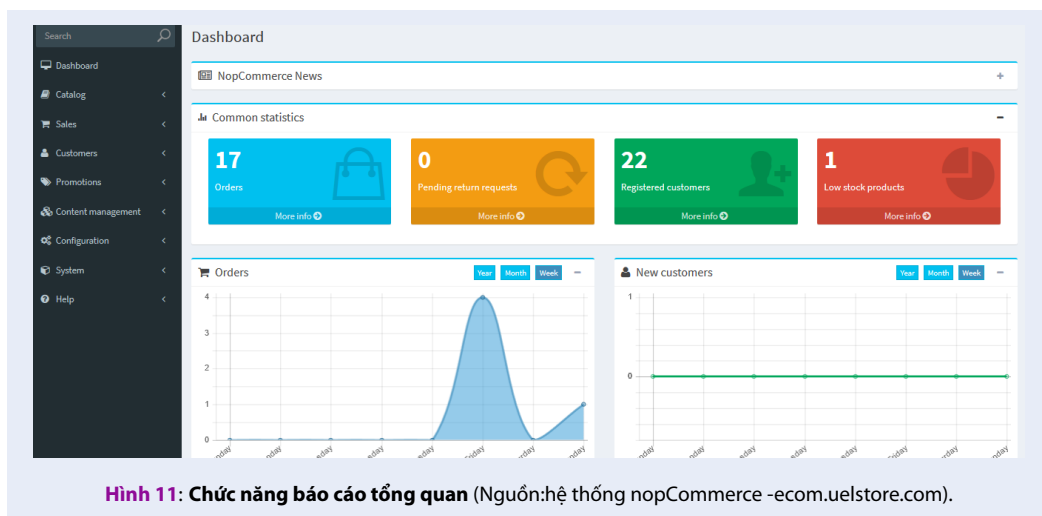 Search
Dashboard
Catalog
Sales
Customers
Promotions
Content management
Configuration
System
Help
Dashboard
NopCommerce News
Common statistics
17
Orders
More info
0
Pending return requests
More info
22
Registered customers
More info
1
Low stock products
More info
Orders
Year Month Week
4
3
2
1
0
New customers
Year Month Week
1
0
Hình 11: Chức năng báo cáo tổng quan (Nguồn:hệ thống nopCommerce -ecom.uelstore.com).